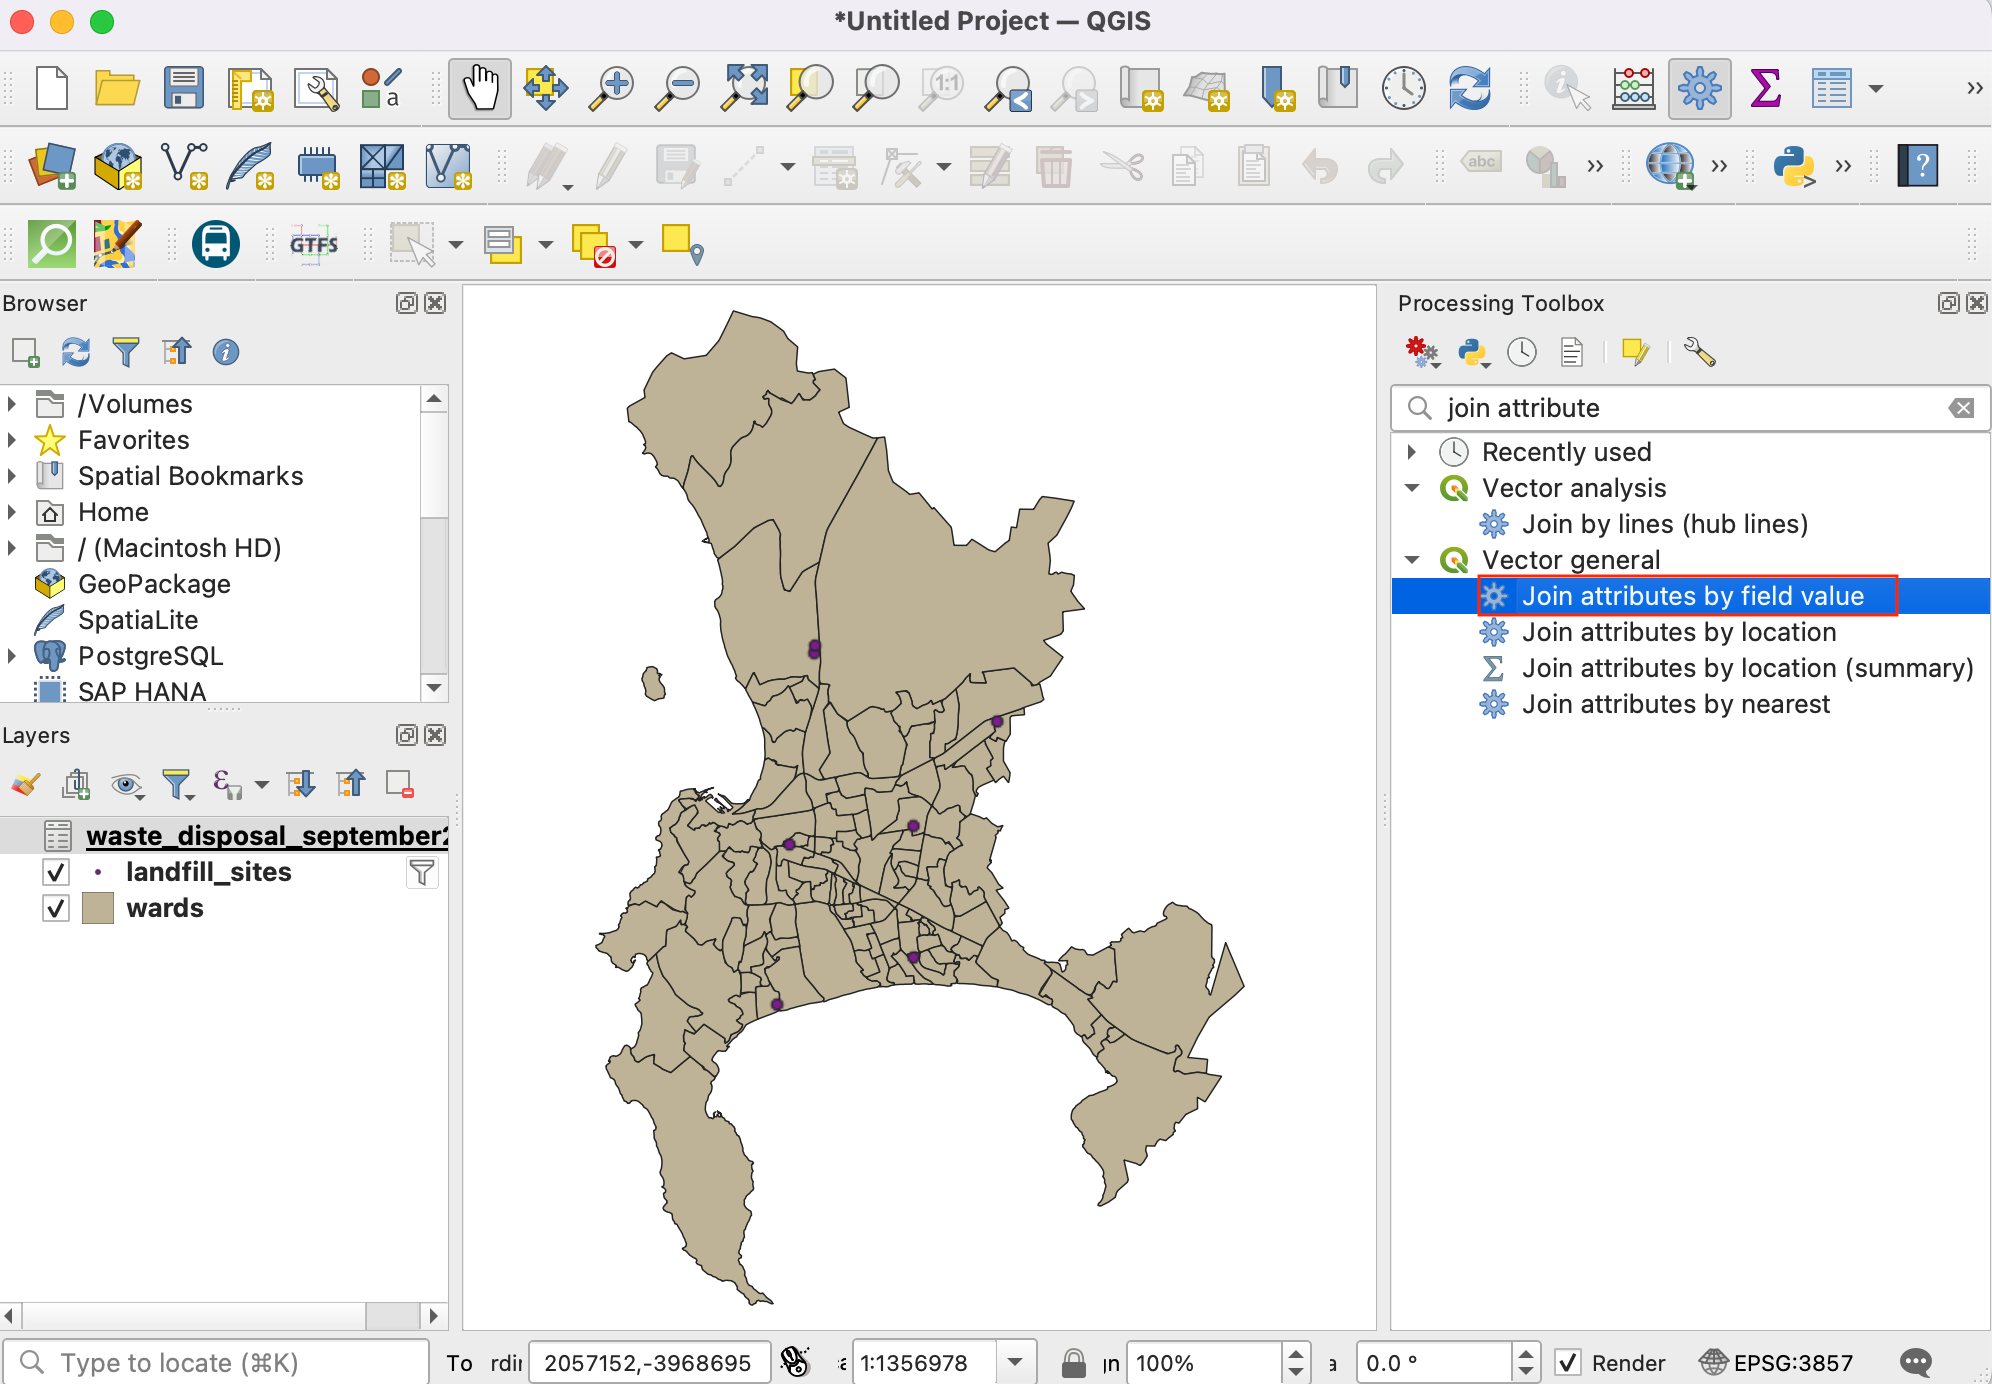 *Untitled Project — QGIS
a
1:1
abc
?
GTFS
Browser
/Volumes
Favorites
Spatial Bookmarks
Home
/ (Macintosh HD)
GeoPackage
SpatiaLite
PostgreSQL
SAP HANA
Layers
waste_disposal_september2
landfill_sites
wards
Processing Toolbox
join attribute
Recently used
Vector analysis
Join by lines (hub lines)
Vector general
Join attributes by field value
Join attributes by location
Join attributes by location (summary)
Join attributes by nearest
Type to locate (⌘K)
To
2057152,-3968695
1:1356978
100%
0.0 °
Render
EPSG:3857